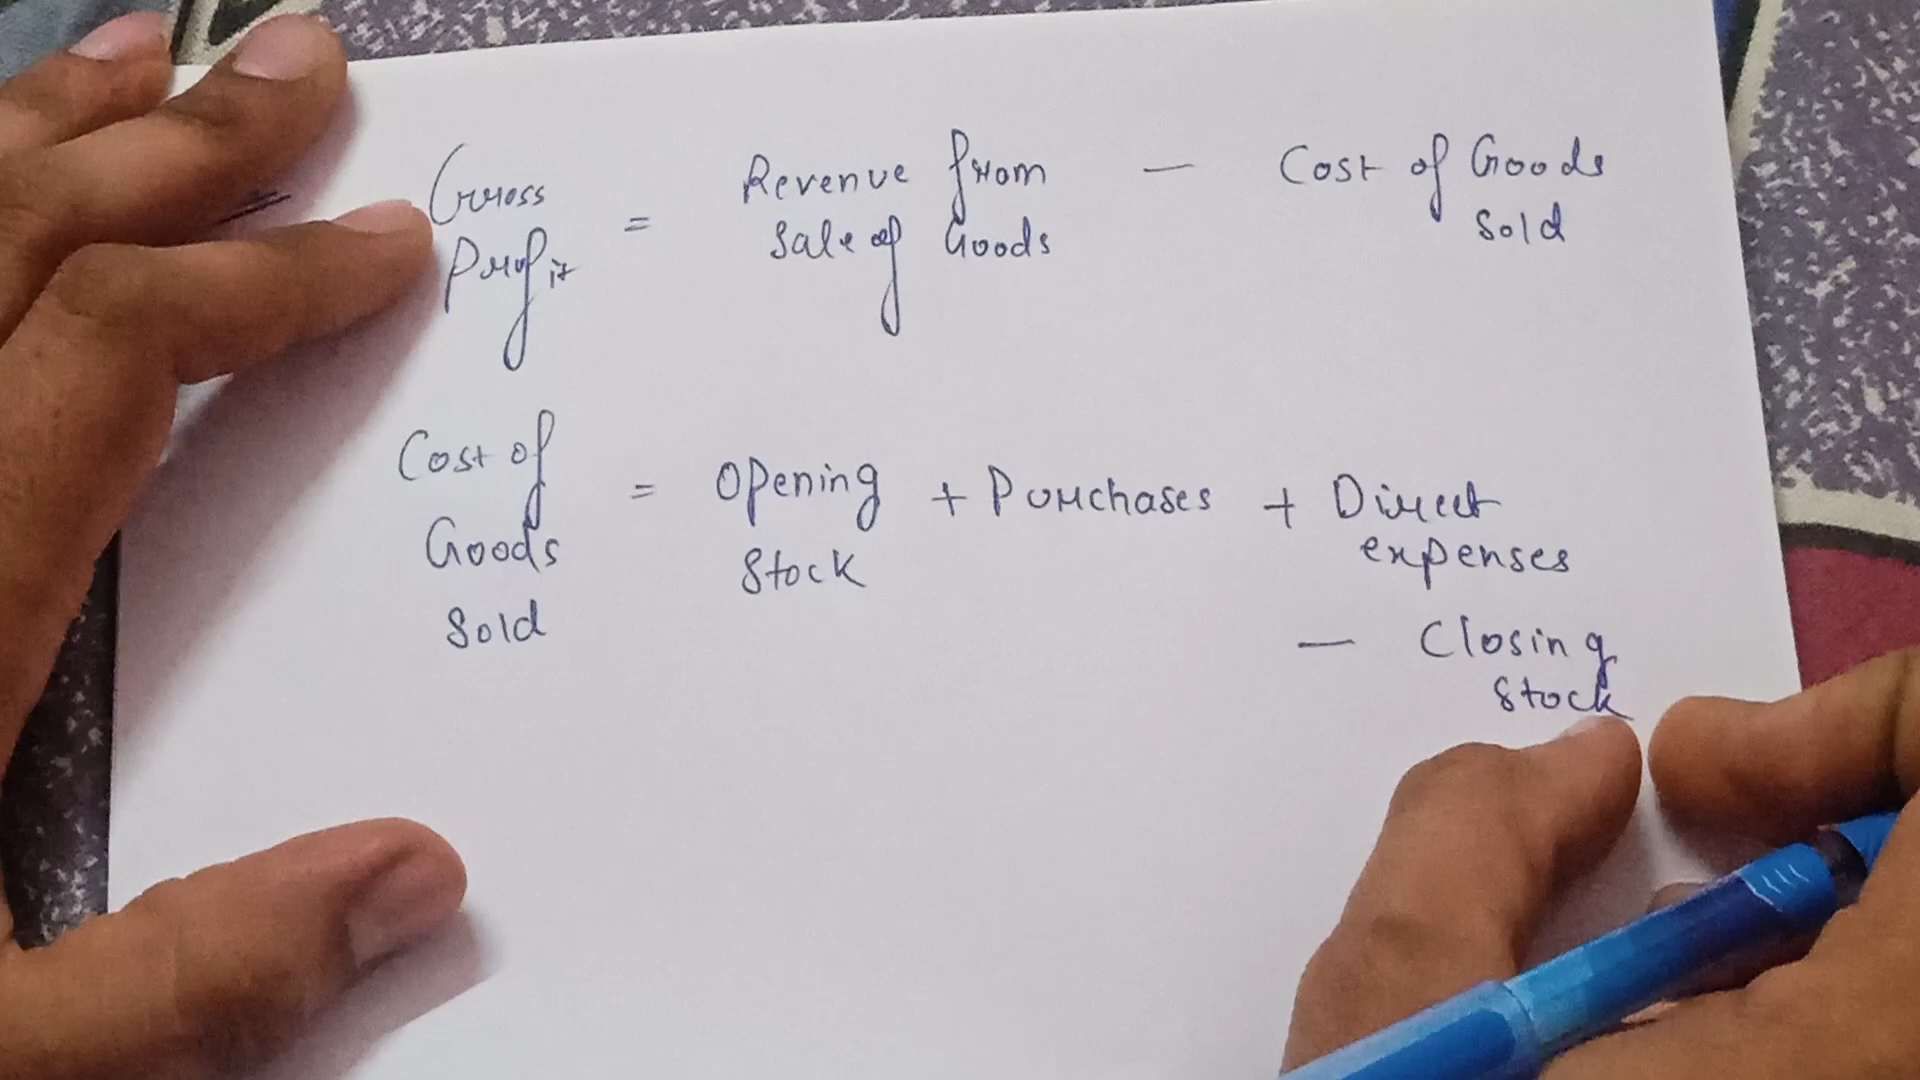 Gross Profit = Revenue from Sale of Goods — Cost of Goods Sold
Cost of Goods Sold = Opening Stock + Purchases + Direct expenses
— Closing Stock